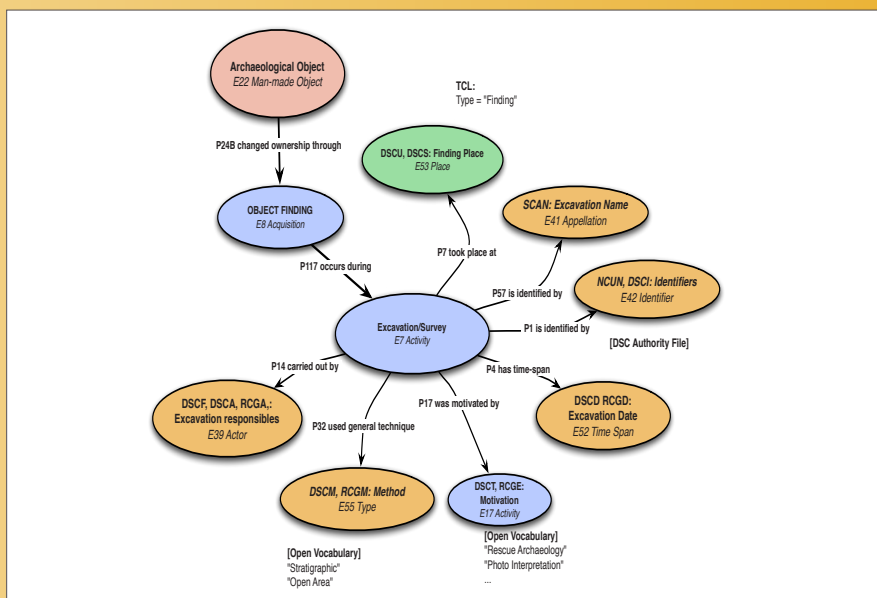 Archaeological Object
E22 Man-made Object
TCL:
Type = "Finding"
P24B changed ownership through
DSCU, DSCS: Finding Place
E53 Place
OBJECT FINDING
E8 Acquisition
SCAN: Excavation Name
E41 Appellation
P7 took place at
P117 occurs during
NCUN, DSCI: Identifiers
E42 Identifier
P57 is identified by
Excavation/Survey
E7 Activity
P1 is identified by
[DSC Authority File]
P14 carried out by
P4 has time-span
DSCF, DSCA, RCGA,:
Excavation responsibles
E39 Actor
P17 was motivated by
DSCD RCGD:
Excavation Date
E52 Time Span
P32 used general technique
DSCM, RCGM: Method
E55 Type
DSCT, RCGE:
Motivation
E17 Activity
[Open Vocabulary]
"Stratigraphic"
"Open Area"
[Open Vocabulary]
"Rescue Archaeology"
"Photo Interpretation"
...